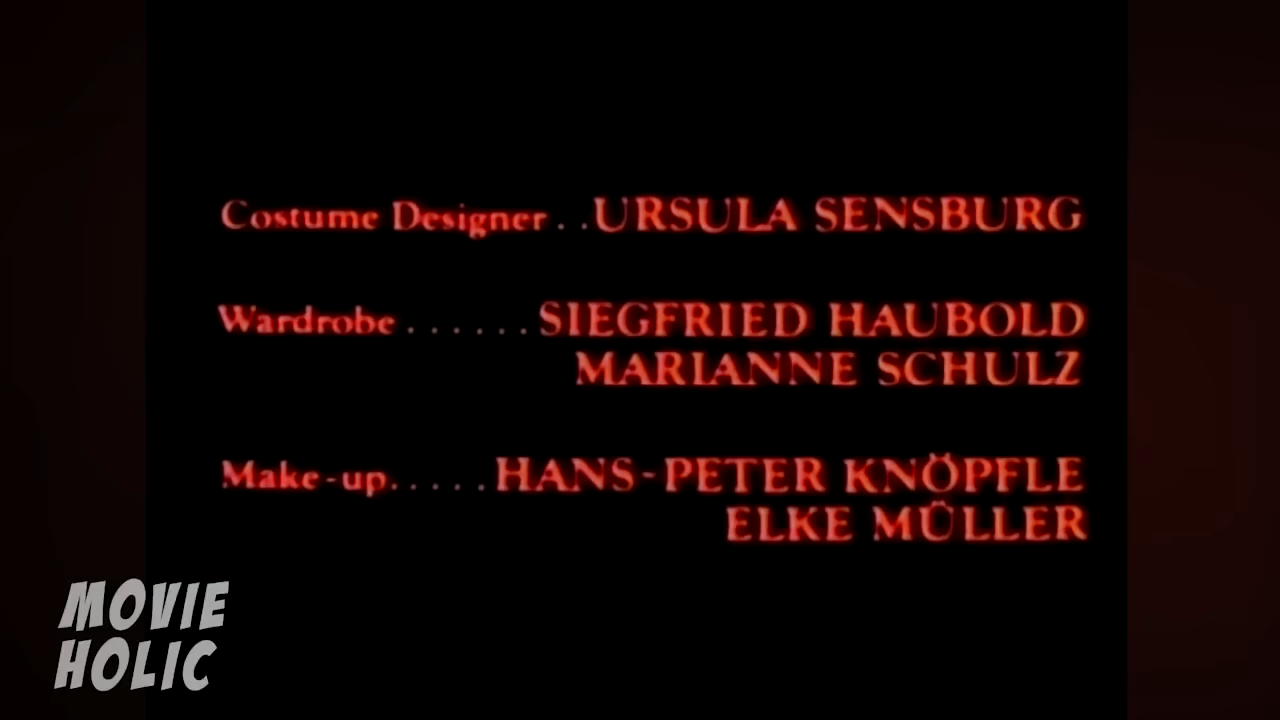 Costume Designer . . URSULA SENSBURG
Wardrobe . . . . . . SIEGFRIED HAUBOLD
MARIANNE SCHULZ
Make-up. . . . . HANS-PETER KNÖPFLE
ELKE MÜLLER
MOVIE
HOLIC